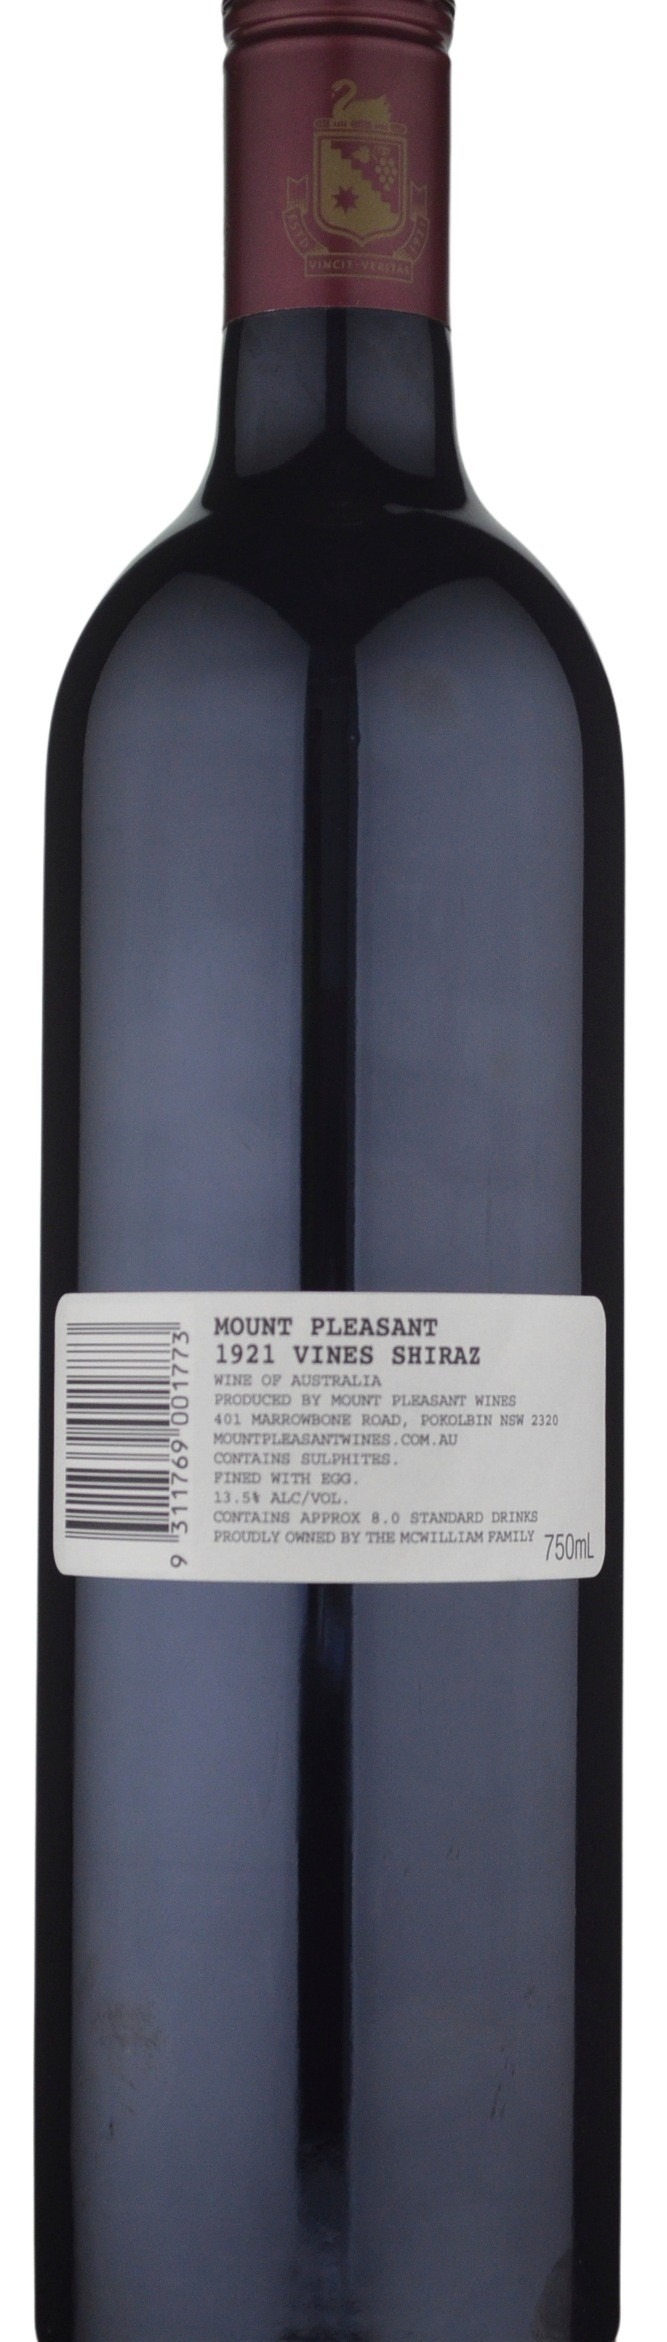 ESTD 1921
VINCIT VERITAS
MOUNT PLEASANT
1921 VINES SHIRAZ
WINE OF AUSTRALIA
PRODUCED BY MOUNT PLEASANT WINES
401 MARROWBONE ROAD, POKOLBIN NSW 2320
MOUNTPLEASANTWINES.COM.AU
CONTAINS SULPHITES.
FINED WITH EGG.
13.5% ALC/VOL.
CONTAINS APPROX 8.0 STANDARD DRINKS
PROUDLY OWNED BY THE MCWILLIAM FAMILY
750mL
9 311769 001773